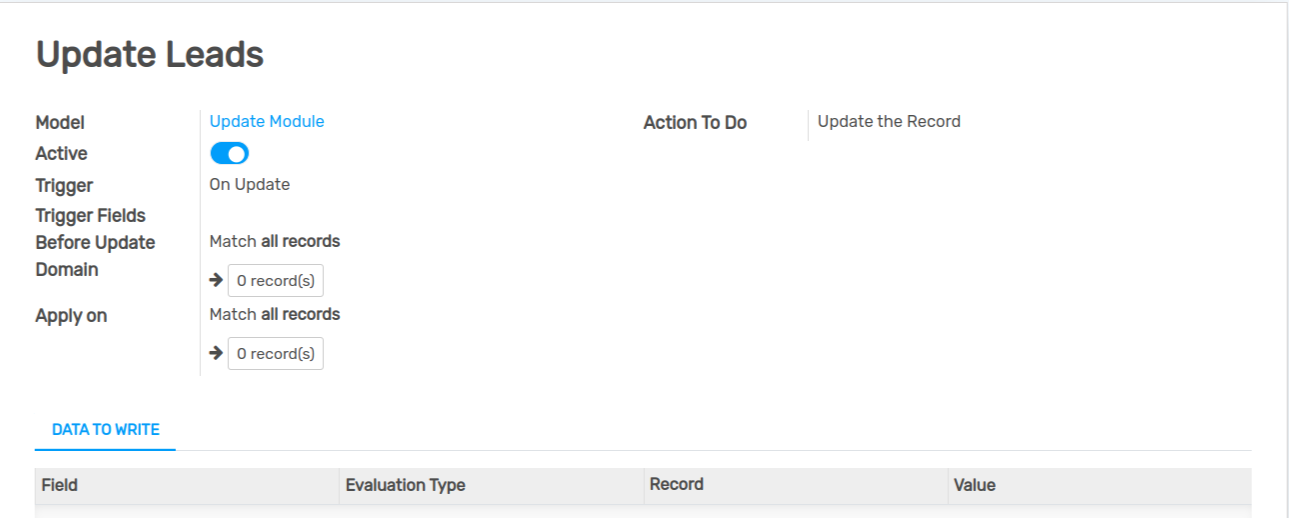 Update Leads
Model Update Module Action To Do Update the Record
Active
Trigger On Update
Trigger Fields
Before Update Match all records
Domain
➔ 0 record(s)
Apply on Match all records
➔ 0 record(s)
DATA TO WRITE
Field Evaluation Type Record Value